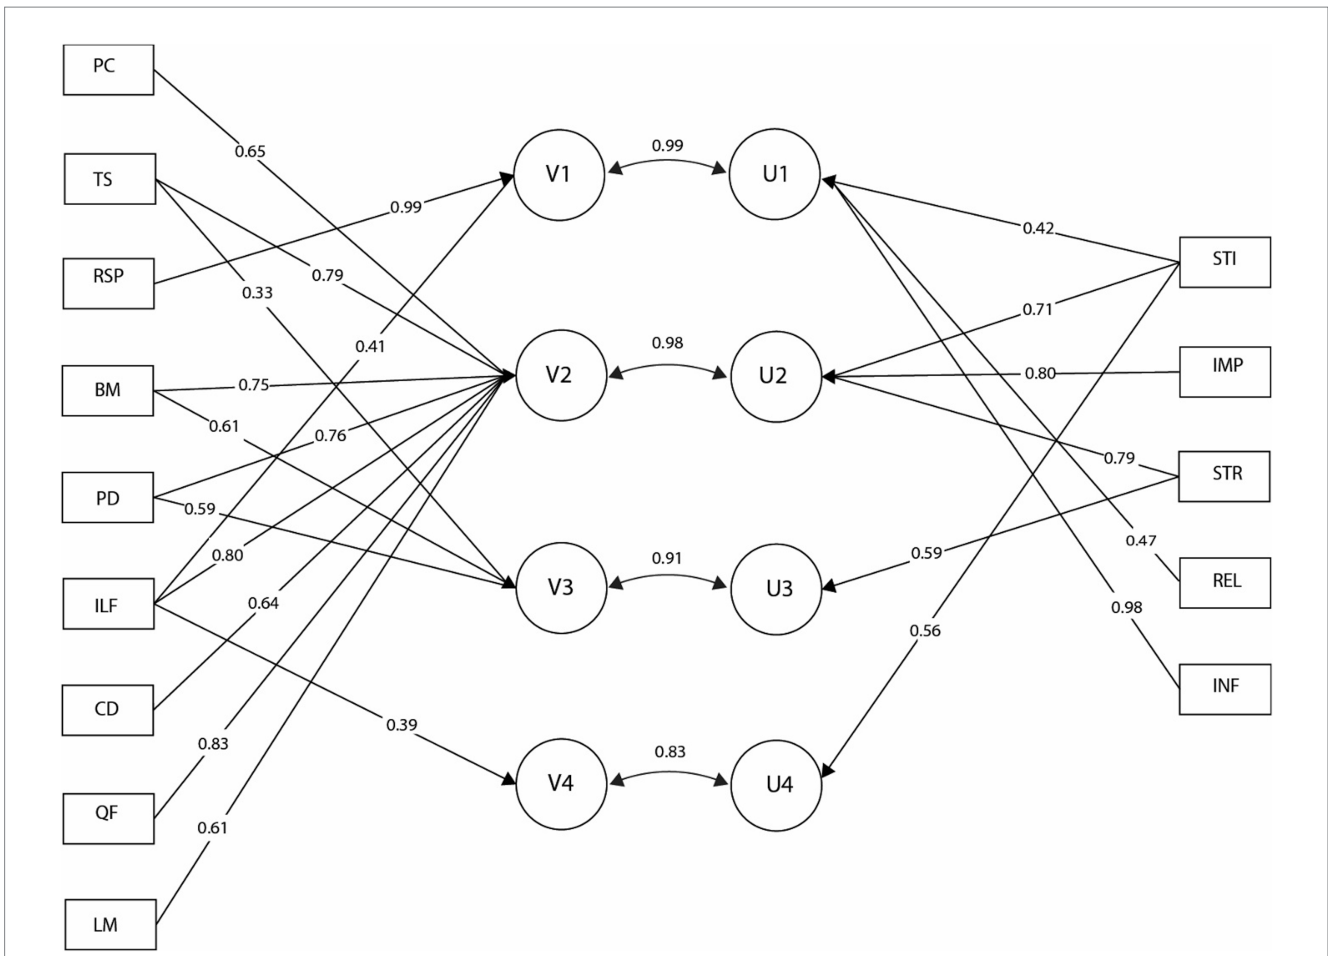 PC
TS
RSP
BM
PD
ILF
CD
QF
LM
0.65
0.99
0.79
0.33
0.41
0.75
0.61
0.76
0.59
0.80
0.64
0.39
0.83
0.61
V1
V2
V3
V4
0.99
0.98
0.91
0.83
U1
U2
U3
U4
0.42
0.71
0.80
0.79
0.47
0.59
0.98
0.56
STI
IMP
STR
REL
INF